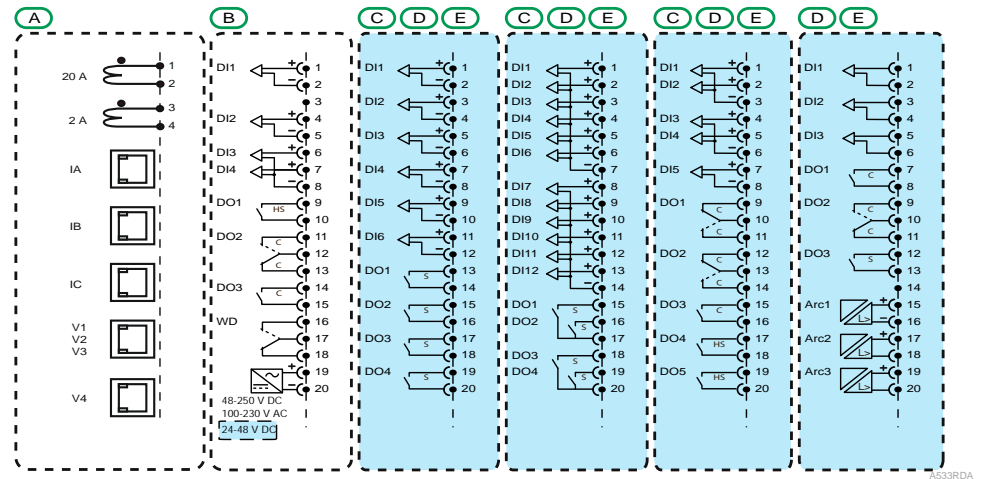 A
B
C D E
C D E
C D E
D E
20 A
1
2
2 A
3
4
IA
IB
IC
V1
V2
V3
V4
DI1 + 1
− 2
3
DI2 + 4
− 5
DI3 + 6
DI4 + 7
− 8
DO1 HS 9
10
DO2 C 11
12
C 13
DO3 14
C 15
WD 16
17
18
+ 19
− 20
48-250 V DC
100-230 V AC
24-48 V DC
DI1 + 1
− 2
DI2 + 3
− 4
DI3 + 5
− 6
DI4 + 7
− 8
DI5 + 9
− 10
DI6 + 11
− 12
DO1 S 13
14
DO2 S 15
16
DO3 S 17
18
DO4 S 19
20
DI1 + 1
DI2 + 2
DI3 + 3
DI4 + 4
DI5 + 5
DI6 + 6
− 7
DI7 + 8
DI8 + 9
DI9 + 10
DI10 + 11
DI11 + 12
DI12 + 13
− 14
DO1 S 15
DO2 S 16
17
DO3 S 18
DO4 S 19
20
DI1 + 1
DI2 + 2
− 3
DI3 + 4
DI4 + 5
− 6
DI5 + 7
− 8
DO1 C 9
10
C 11
DO2 C 12
13
C 14
DO3 C 15
16
DO4 HS 17
18
DO5 HS 19
20
DI1 + 1
− 2
DI2 + 3
− 4
DI3 + 5
− 6
DO1 C 7
8
DO2 C 9
10
C 11
DO3 S 12
13
14
Arc1 L> + 15
− 16
Arc2 L> + 17
18
Arc3 L> + 19
20
A533RDA